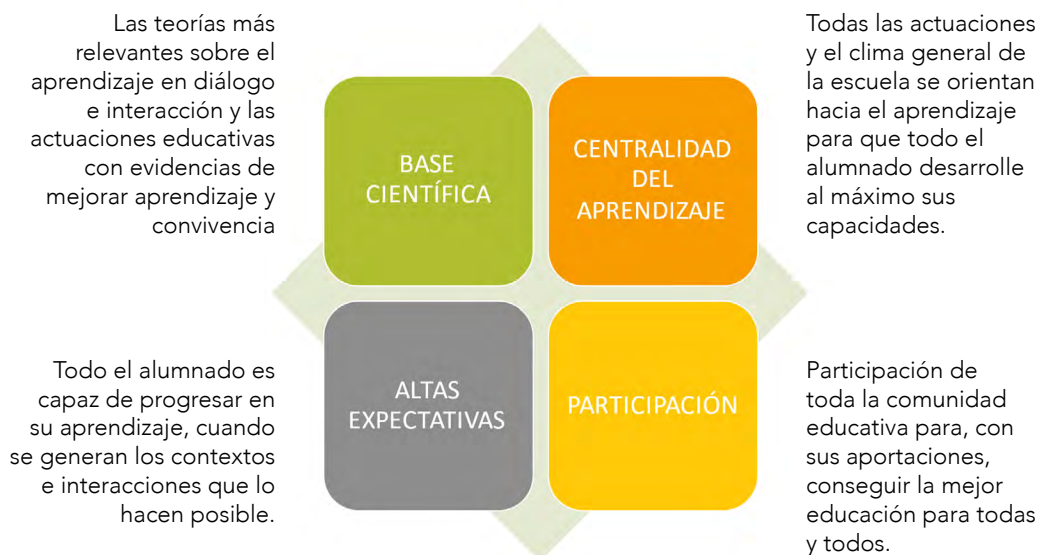 Las teorías más
relevantes sobre el
aprendizaje en diálogo
e interacción y las
actuaciones educativas
con evidencias de
mejorar aprendizaje y
convivencia
BASE
CIENTÍFICA
CENTRALIDAD
DEL
APRENDIZAJE
Todas las actuaciones
y el clima general de
la escuela se orientan
hacia el aprendizaje
para que todo el
alumnado desarrolle
al máximo sus
capacidades.
Todo el alumnado es
capaz de progresar en
su aprendizaje, cuando
se generan los contextos
e interacciones que lo
hacen posible.
ALTAS
EXPECTATIVAS
PARTICIPACIÓN
Participación de
toda la comunidad
educativa para, con
sus aportaciones,
conseguir la mejor
educación para todas
y todos.